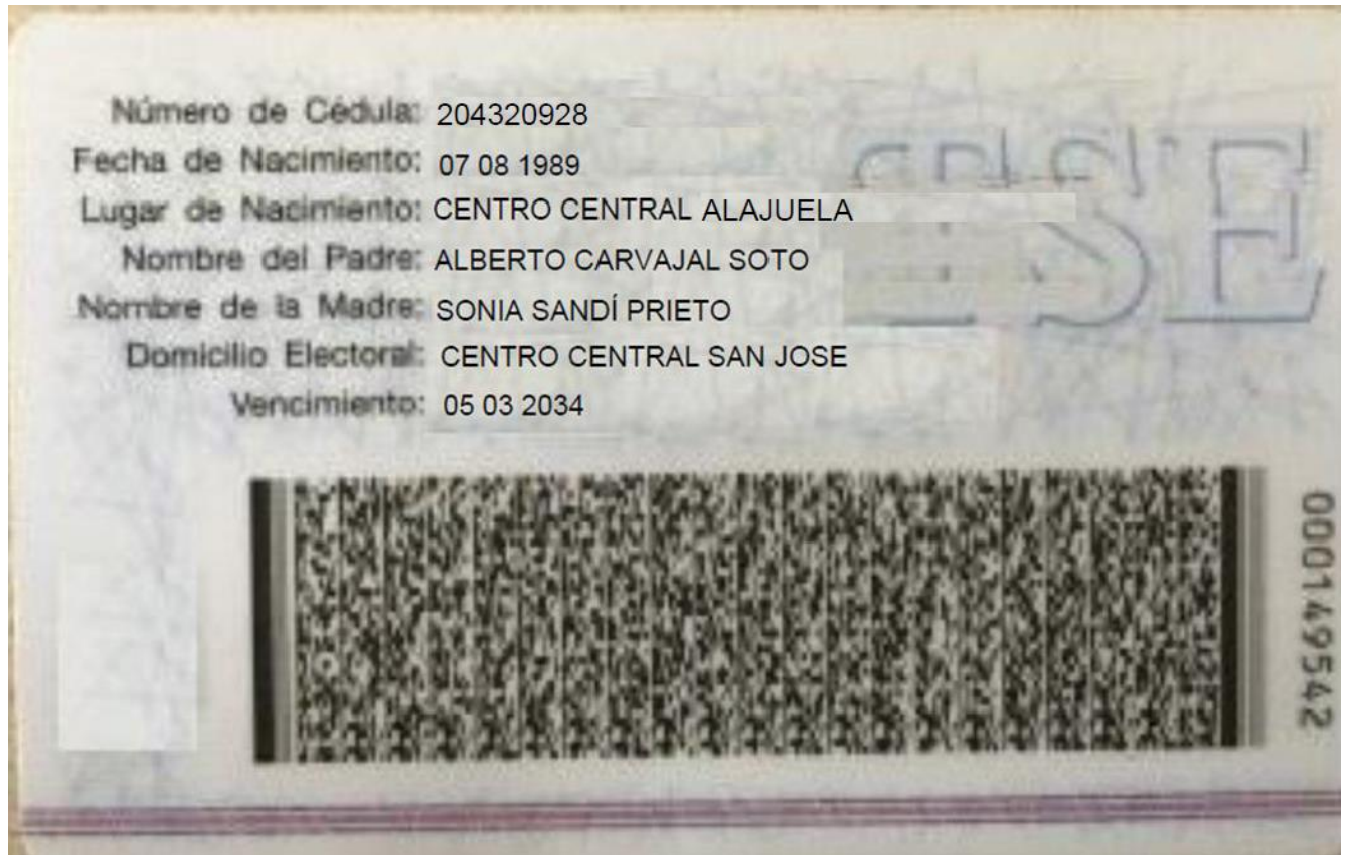 Número de Cédula: 204320928
Fecha de Nacimiento: 07 08 1989
Lugar de Nacimiento: CENTRO CENTRAL ALAJUELA
Nombre del Padre: ALBERTO CARVAJAL SOTO
Nombre de la Madre: SONIA SANDÍ PRIETO
Domicilio Electoral: CENTRO CENTRAL SAN JOSE
Vencimiento: 05 03 2034
TSE
0001495542